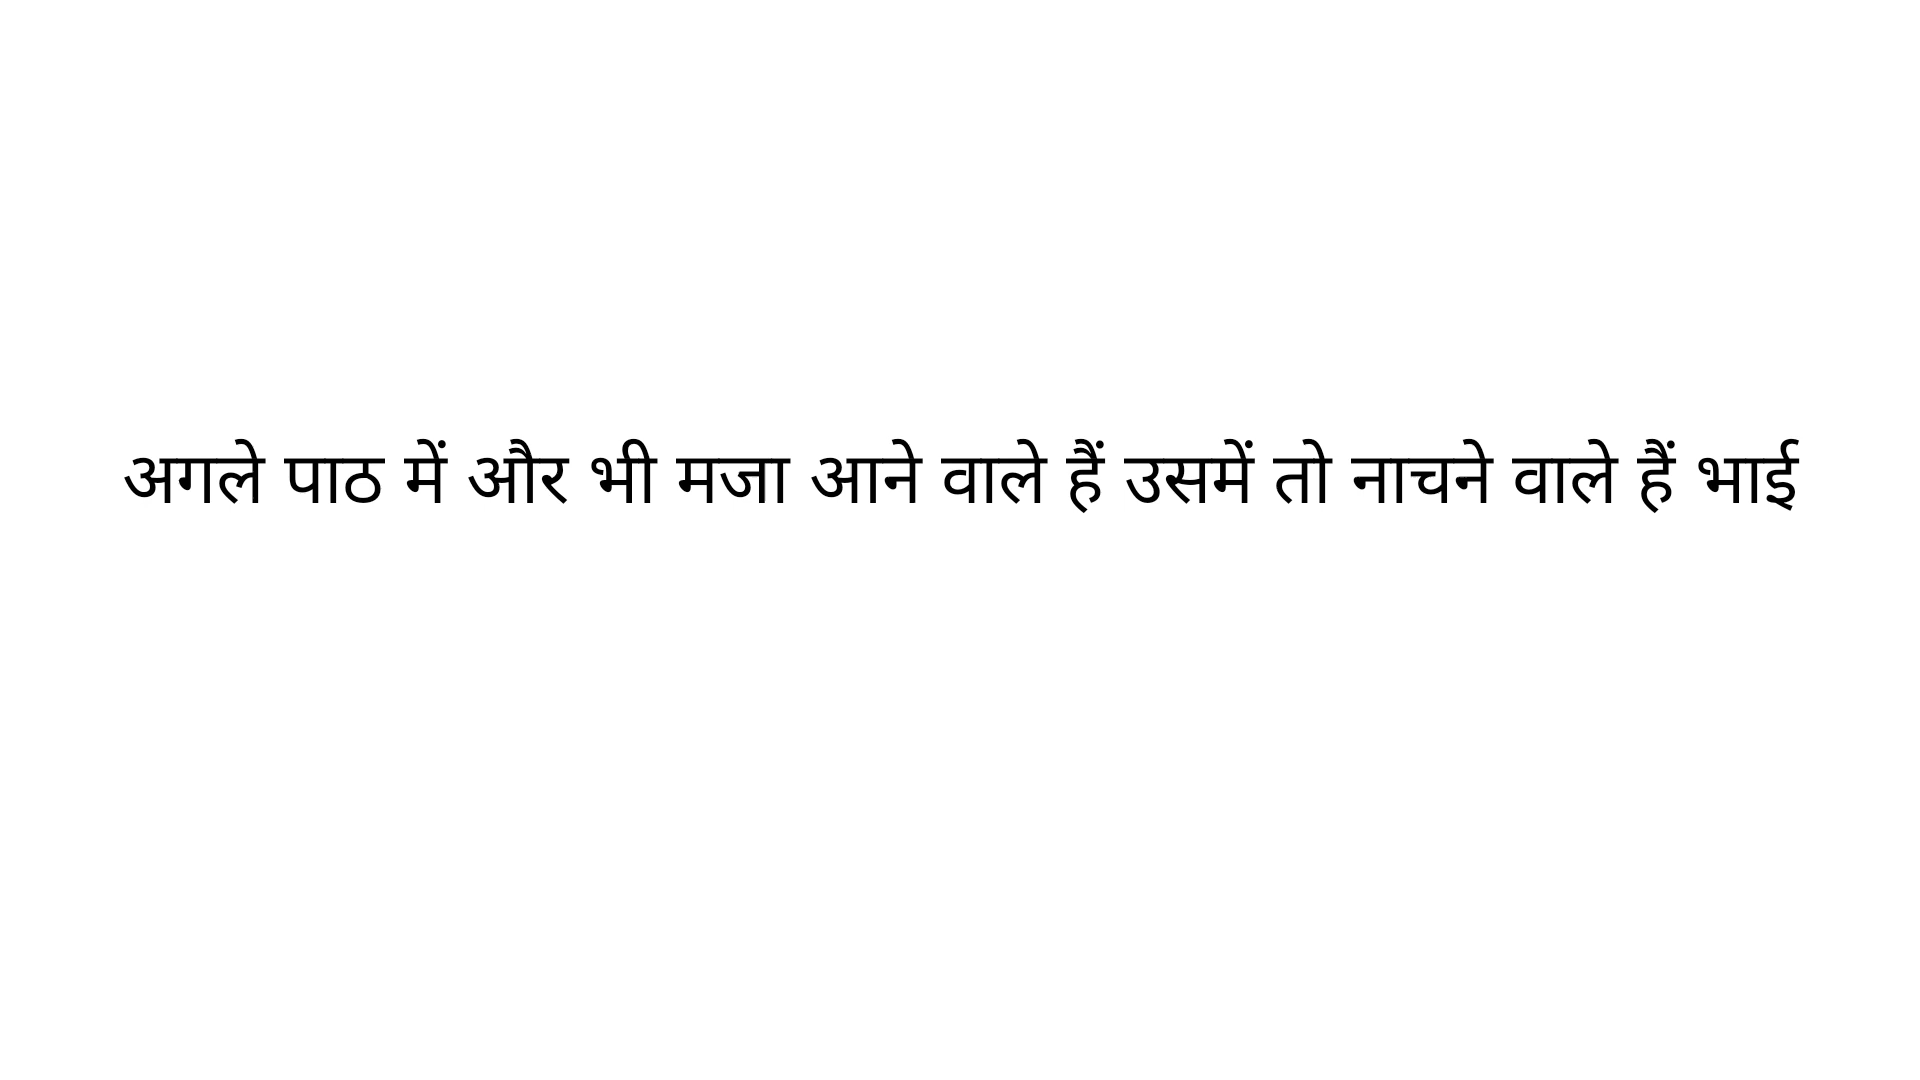 अगले पाठ में और भी मजा आने वाले हैं उसमें तो नाचने वाले हैं भाई